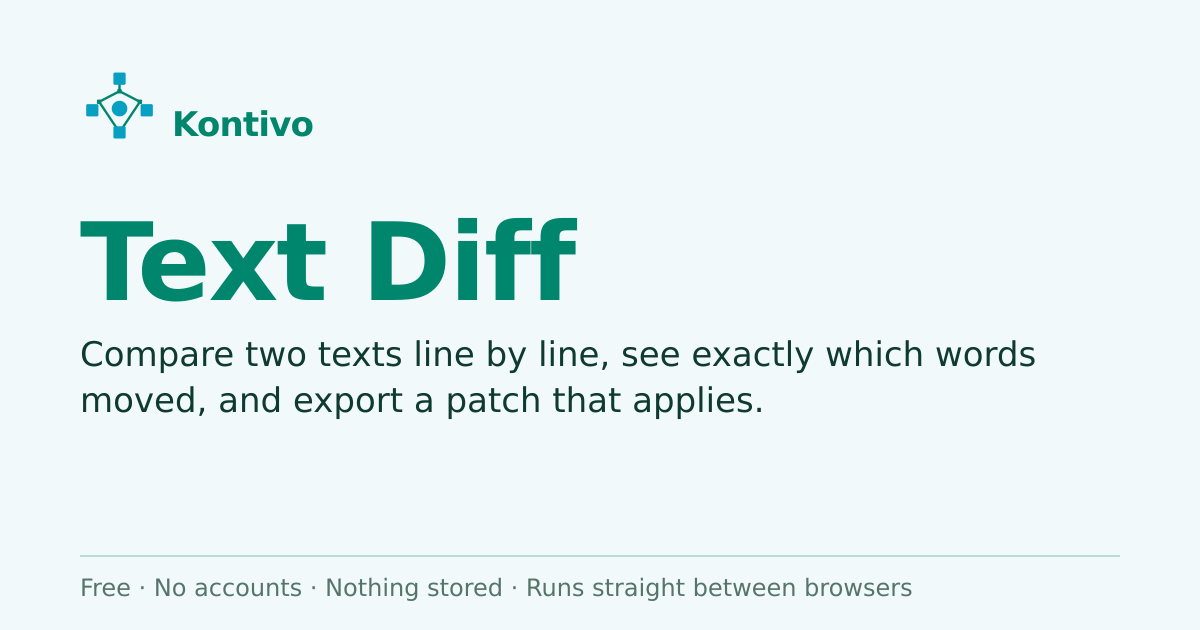 Kontivo
Text Diff
Compare two texts line by line, see exactly which words
moved, and export a patch that applies.
Free · No accounts · Nothing stored · Runs straight between browsers